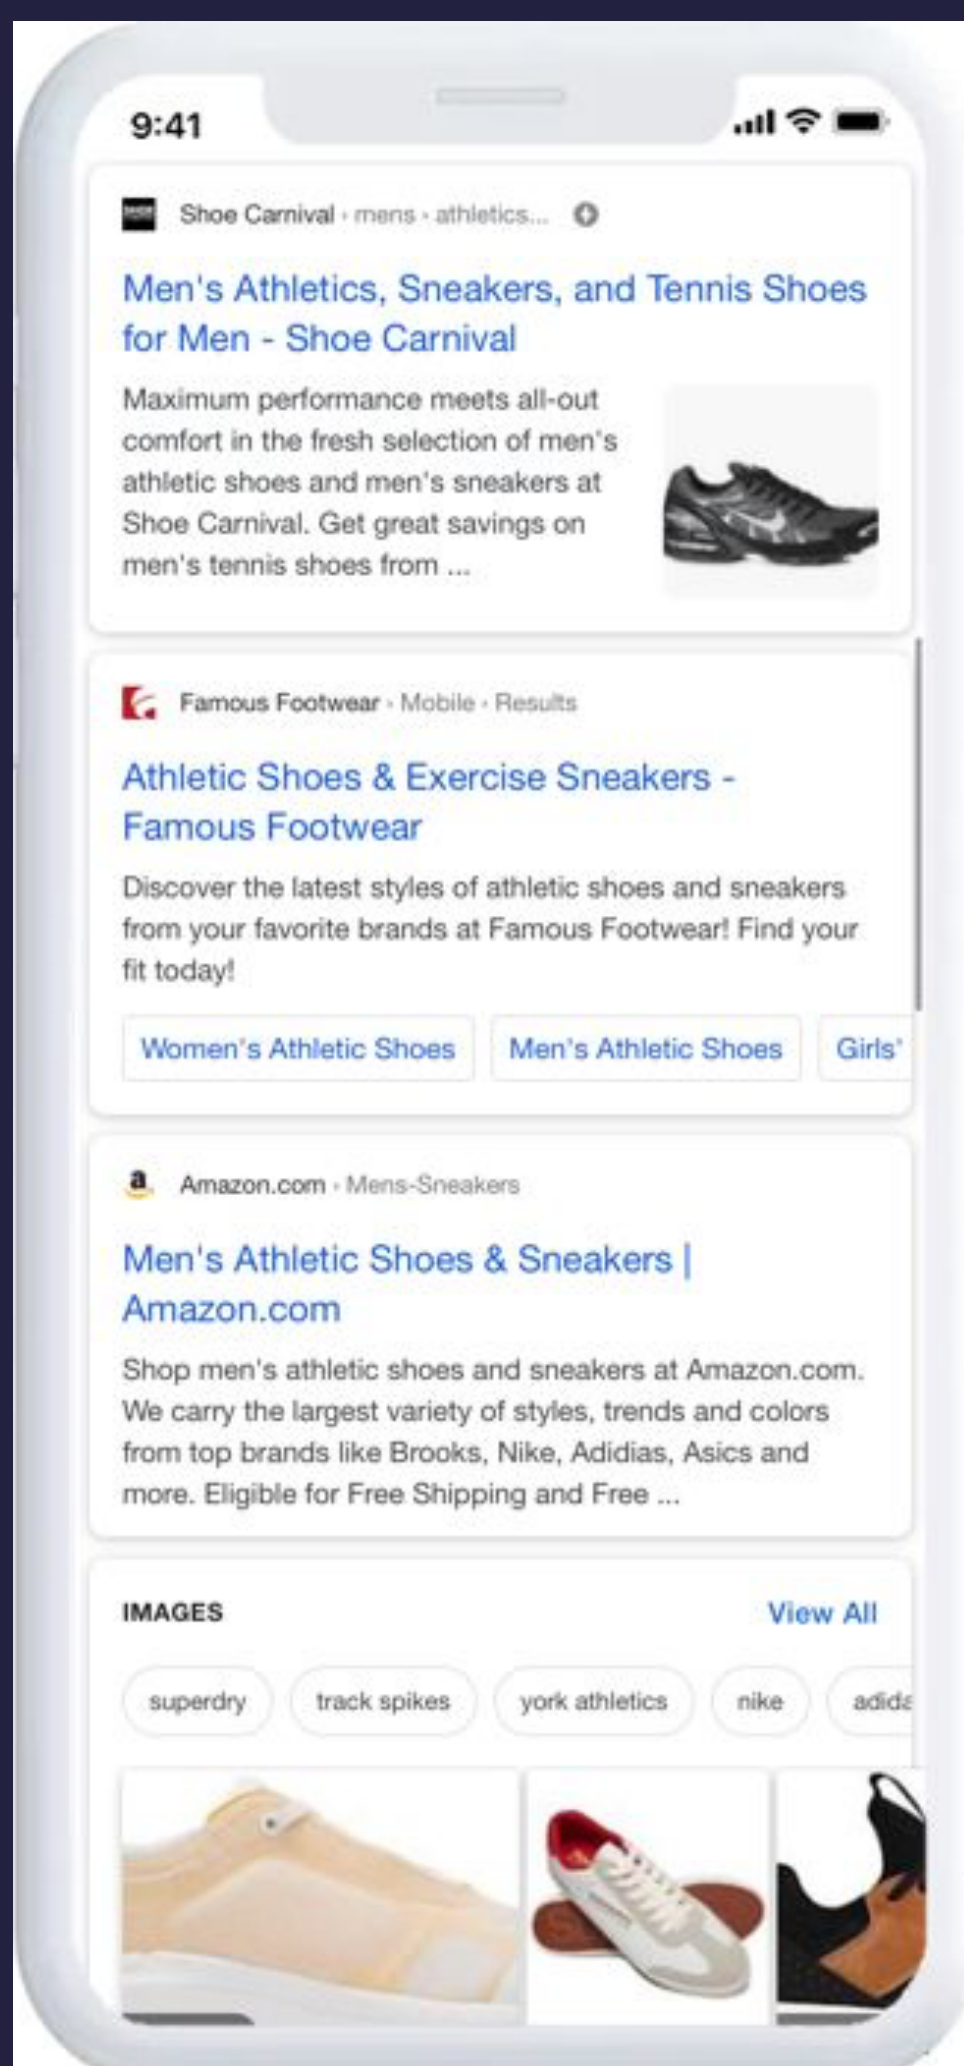 9:41
Shoe Carnival · mens · athletics...
Men's Athletics, Sneakers, and Tennis Shoes
for Men - Shoe Carnival
Maximum performance meets all-out
comfort in the fresh selection of men's
athletic shoes and men's sneakers at
Shoe Carnival. Get great savings on
men's tennis shoes from ...
Famous Footwear · Mobile · Results
Athletic Shoes & Exercise Sneakers -
Famous Footwear
Discover the latest styles of athletic shoes and sneakers
from your favorite brands at Famous Footwear! Find your
fit today!
Women's Athletic Shoes Men's Athletic Shoes Girls'
a Amazon.com · Mens-Sneakers
Men's Athletic Shoes & Sneakers |
Amazon.com
Shop men's athletic shoes and sneakers at Amazon.com.
We carry the largest variety of styles, trends and colors
from top brands like Brooks, Nike, Adidias, Asics and
more. Eligible for Free Shipping and Free ...
IMAGES View All
superdry track spikes york athletics nike adida